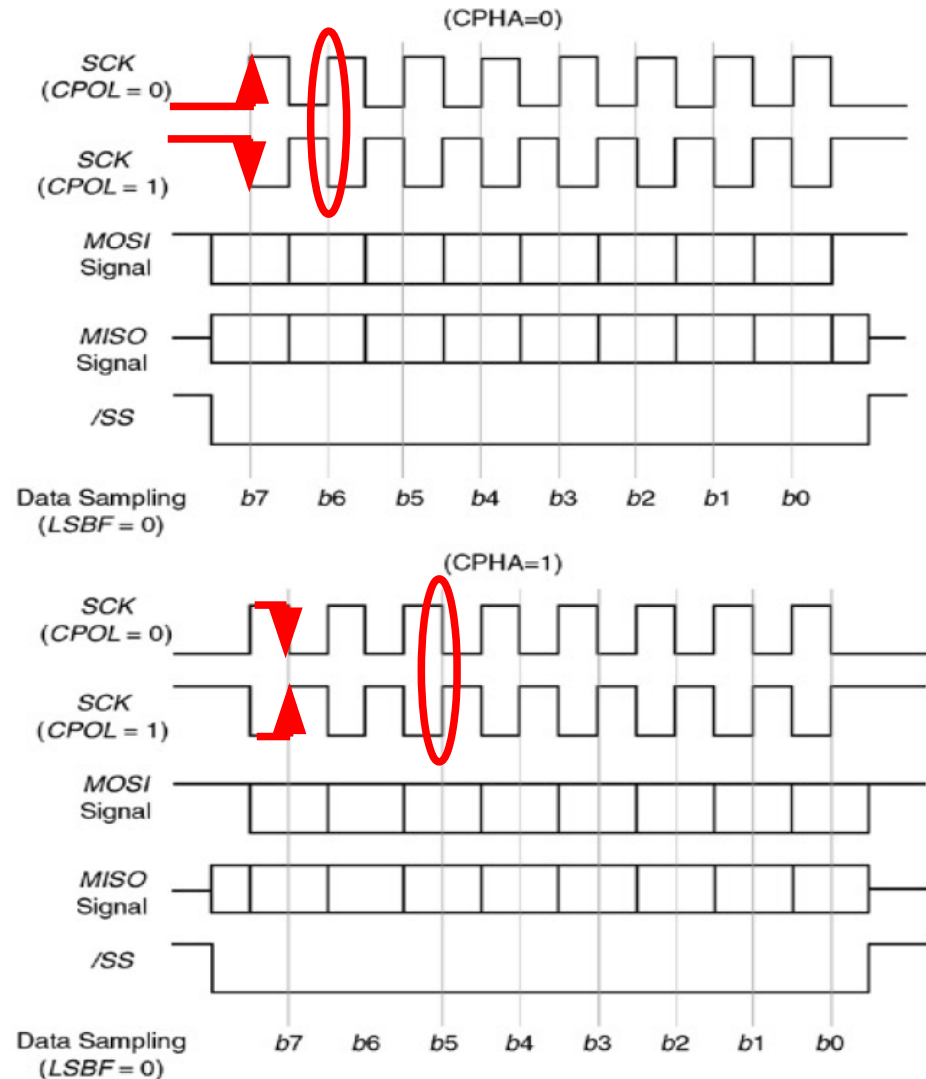 (CPHA=0)
SCK
(CPOL = 0)
SCK
(CPOL = 1)
MOSI
Signal
MISO
Signal
/SS
Data Sampling b7 b6 b5 b4 b3 b2 b1 b0
(LSBF = 0)
(CPHA=1)
SCK
(CPOL = 0)
SCK
(CPOL = 1)
MOSI
Signal
MISO
Signal
/SS
Data Sampling b7 b6 b5 b4 b3 b2 b1 b0
(LSBF = 0)